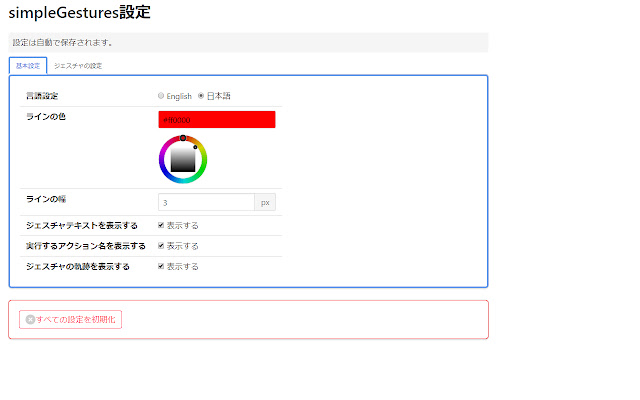 simpleGestures設定
設定は自動で保存されます。
基本設定 ジェスチャの設定
言語設定 English 日本語
ラインの色 #ff0000
ラインの幅 3 px
ジェスチャテキストを表示する 表示する
実行するアクション名を表示する 表示する
ジェスチャの軌跡を表示する 表示する
すべての設定を初期化